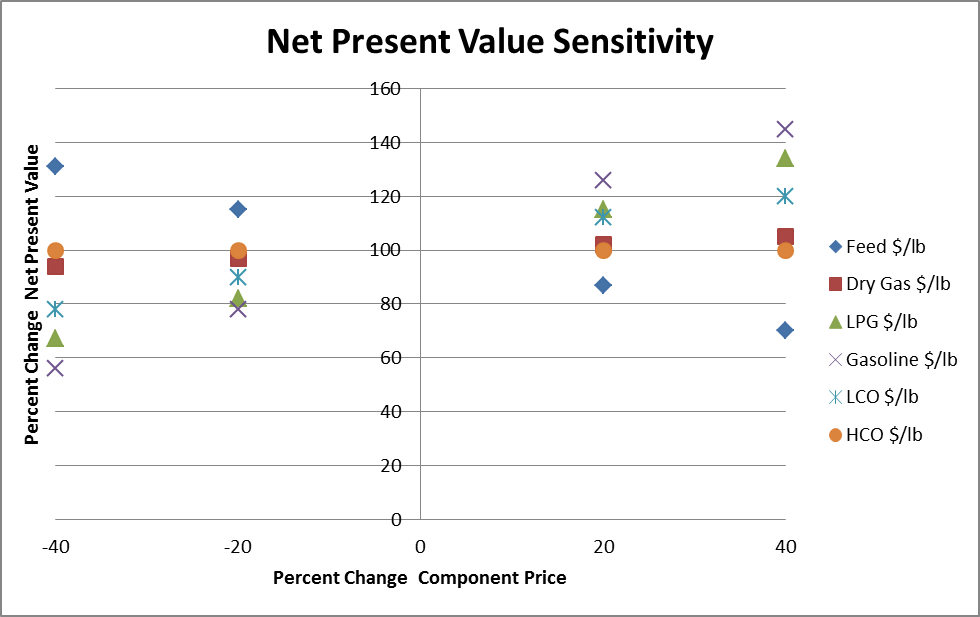 Net Present Value Sensitivity
Percent Change  Net Present Value
160
140
120
100
80
60
40
20
0
-40
-20
0
20
40
Percent Change  Component Price
Feed $/lb
Dry Gas $/lb
LPG $/lb
Gasoline $/lb
LCO $/lb
HCO $/lb